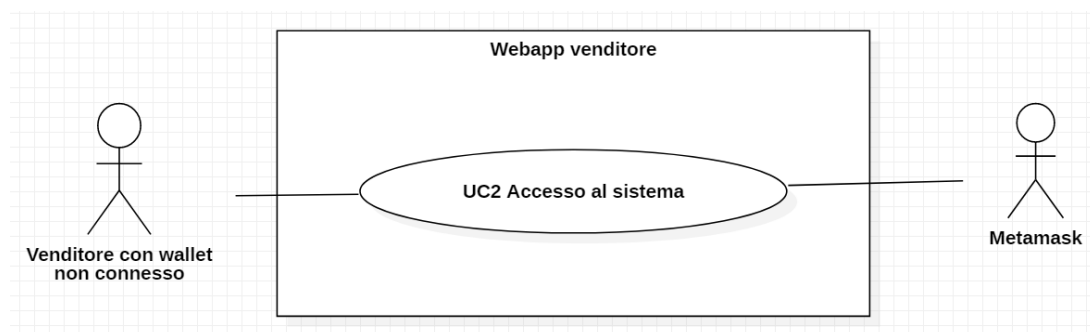 Webapp venditore
UC2 Accesso al sistema
Venditore con wallet
non connesso
Metamask